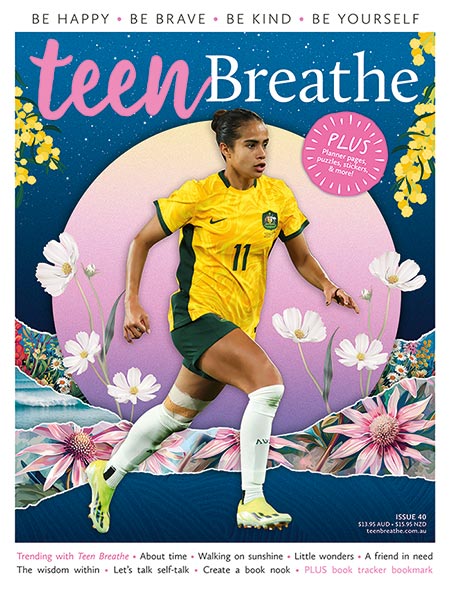 BE HAPPY • BE BRAVE • BE KIND • BE YOURSELF
teen Breathe
PLUS
Planner pages,
puzzles, stickers,
& more!
11
ISSUE 40
$13.95 AUD • $15.95 NZD
teenbreathe.com.au
Trending with Teen Breathe • About time • Walking on sunshine • Little wonders • A friend in need
The wisdom within • Let's talk self-talk • Create a book nook • PLUS book tracker bookmark